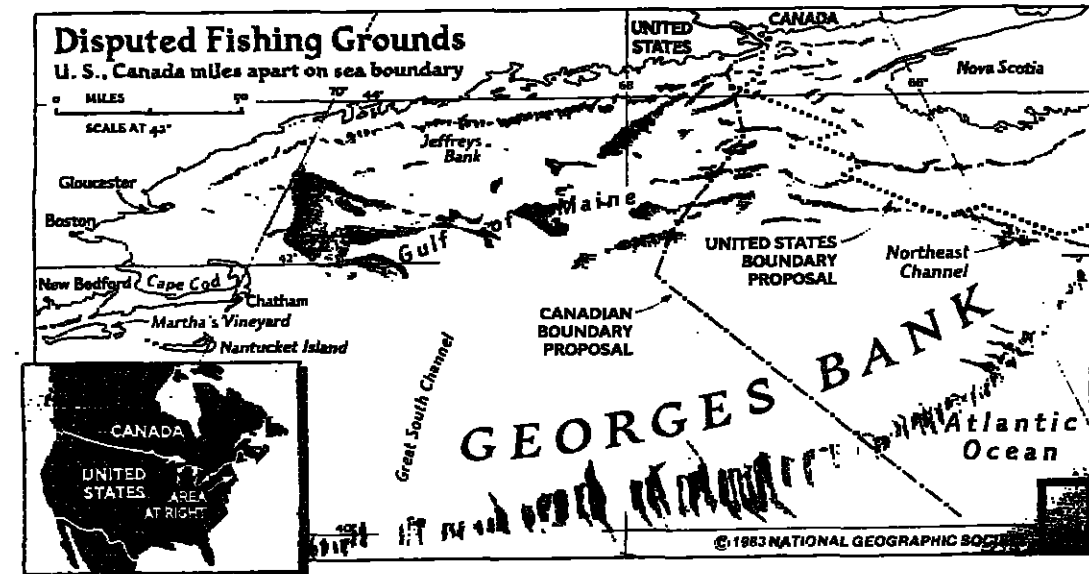 Disputed Fishing Grounds
U. S., Canada miles apart on sea boundary
0 MILES 50
SCALE AT 42°
70°
44°
68
66°
UNITED
STATES
CANADA
Nova Scotia
Jeffreys
Bank
Gloucester
Boston
Gulf of Maine
42°
New Bedford
Cape Cod
Chatham
Martha's Vineyard
Nantucket Island
UNITED STATES
BOUNDARY
PROPOSAL
Northeast
Channel
CANADIAN
BOUNDARY
PROPOSAL
Great South Channel
GEORGES BANK
Atlantic
Ocean
CANADA
UNITED
STATES
AREA
AT RIGHT
40°
© 1983 NATIONAL GEOGRAPHIC